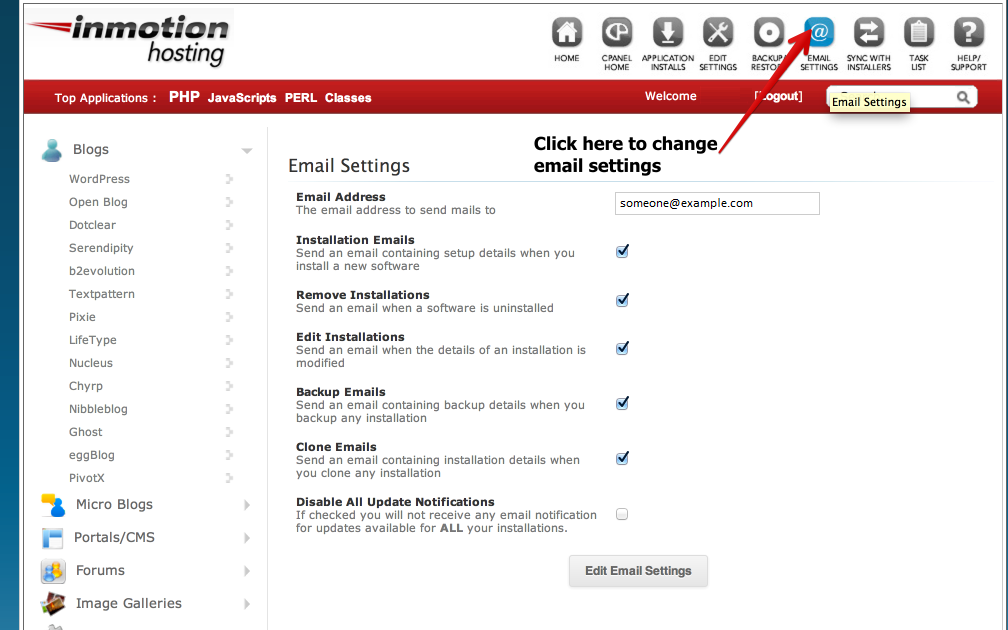 inmotion
hosting
HOME
CPANEL
HOME
APPLICATION
INSTALLS
EDIT
SETTINGS
BACKUP/
RESTO
EMAIL
SETTINGS
SYNC WITH
INSTALLERS
TASK
LIST
HELP/
SUPPORT
Top Applications : PHP JavaScripts PERL Classes
Welcome
[Logout]
Email Settings
Click here to change
email settings
Blogs
WordPress
Open Blog
Dotclear
Serendipity
b2evolution
Textpattern
Pixie
LifeType
Nucleus
Chyrp
Nibbleblog
Ghost
eggBlog
PivotX
Micro Blogs
Portals/CMS
Forums
Image Galleries
Email Settings
Email Address
The email address to send mails to
someone@example.com
Installation Emails
Send an email containing setup details when you
install a new software
Remove Installations
Send an email when a software is uninstalled
Edit Installations
Send an email when the details of an installation is
modified
Backup Emails
Send an email containing backup details when you
backup any installation
Clone Emails
Send an email containing installation details when
you clone any installation
Disable All Update Notifications
If checked you will not receive any email notification
for updates available for ALL your installations.
Edit Email Settings